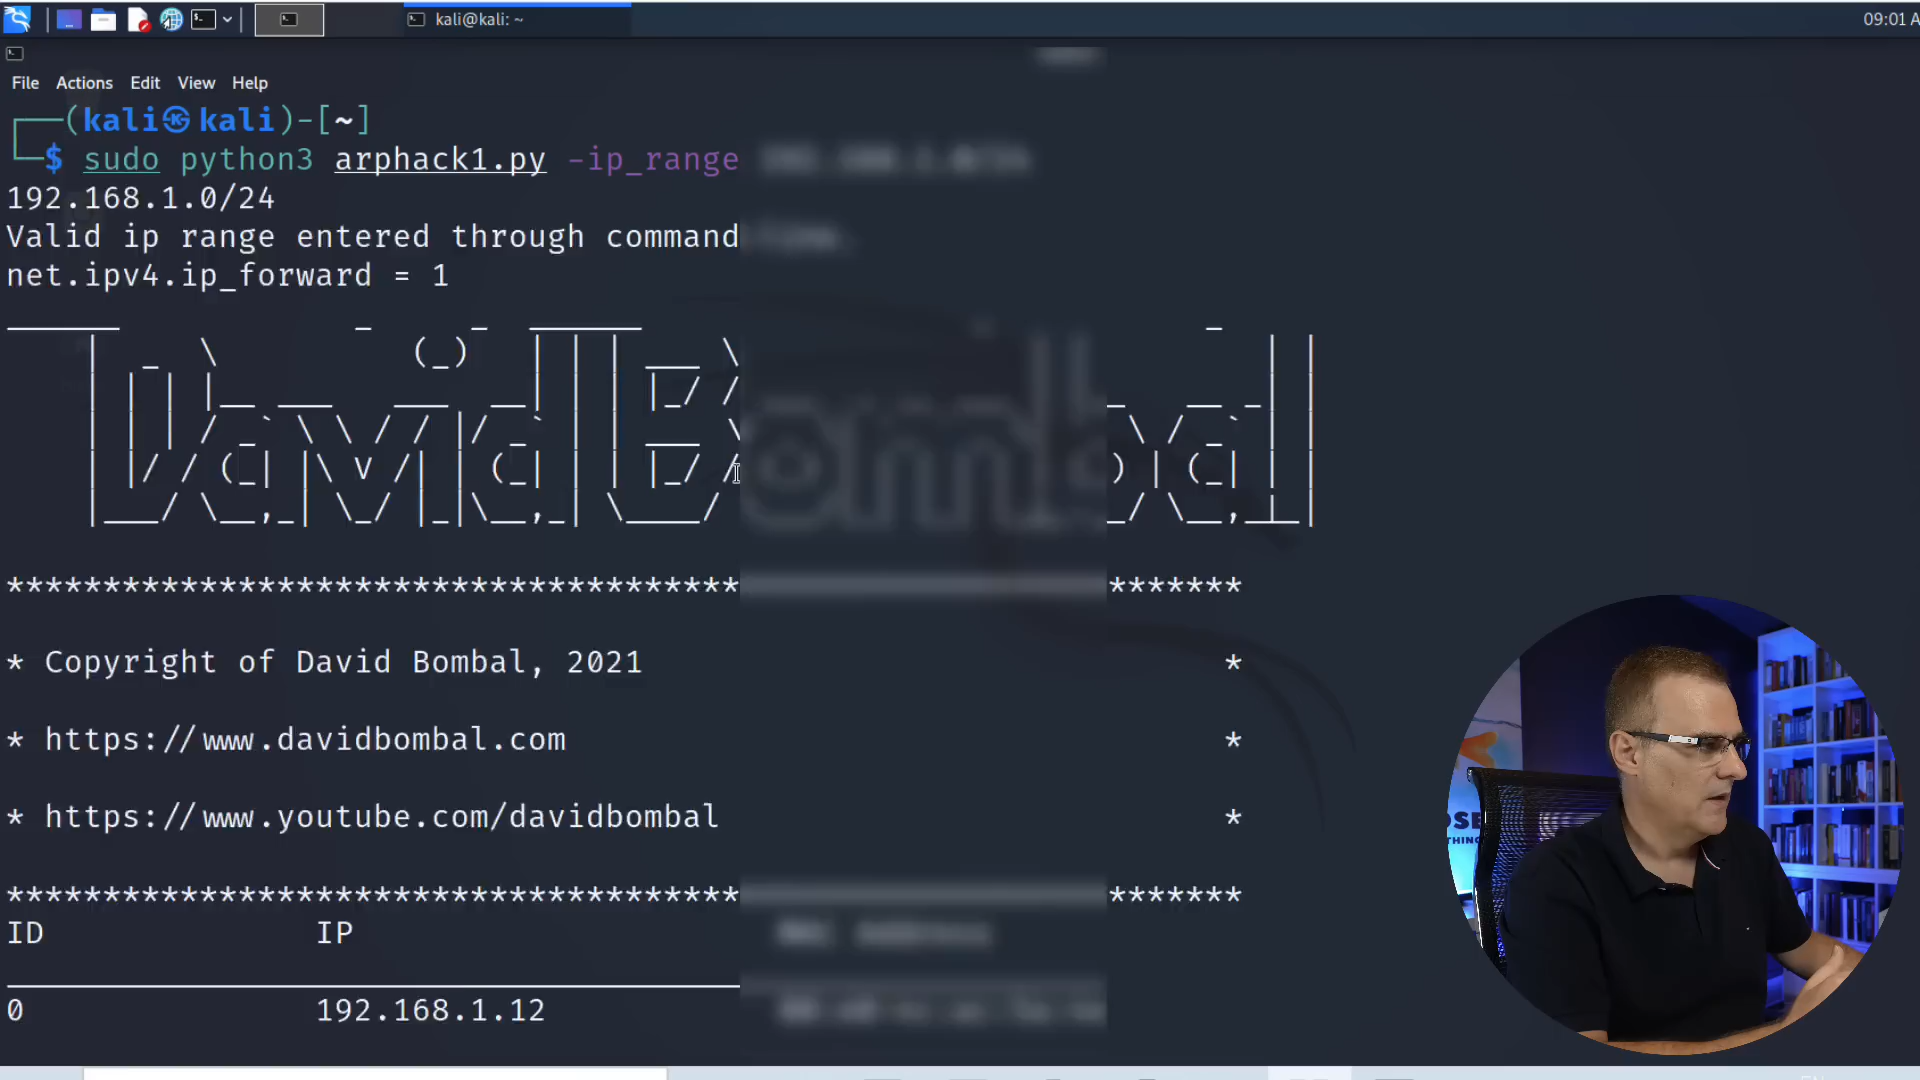 kali@kali: ~
09:01 A
File Actions Edit View Help
(kali㉿kali)-[~]
$ sudo python3 arphack1.py -ip_range
192.168.1.0/24
Valid ip range entered through command
net.ipv4.ip_forward = 1
DavidBombal
* Copyright of David Bombal, 2021 *
* https://www.davidbombal.com *
* https://www.youtube.com/davidbombal *
ID IP
0 192.168.1.12